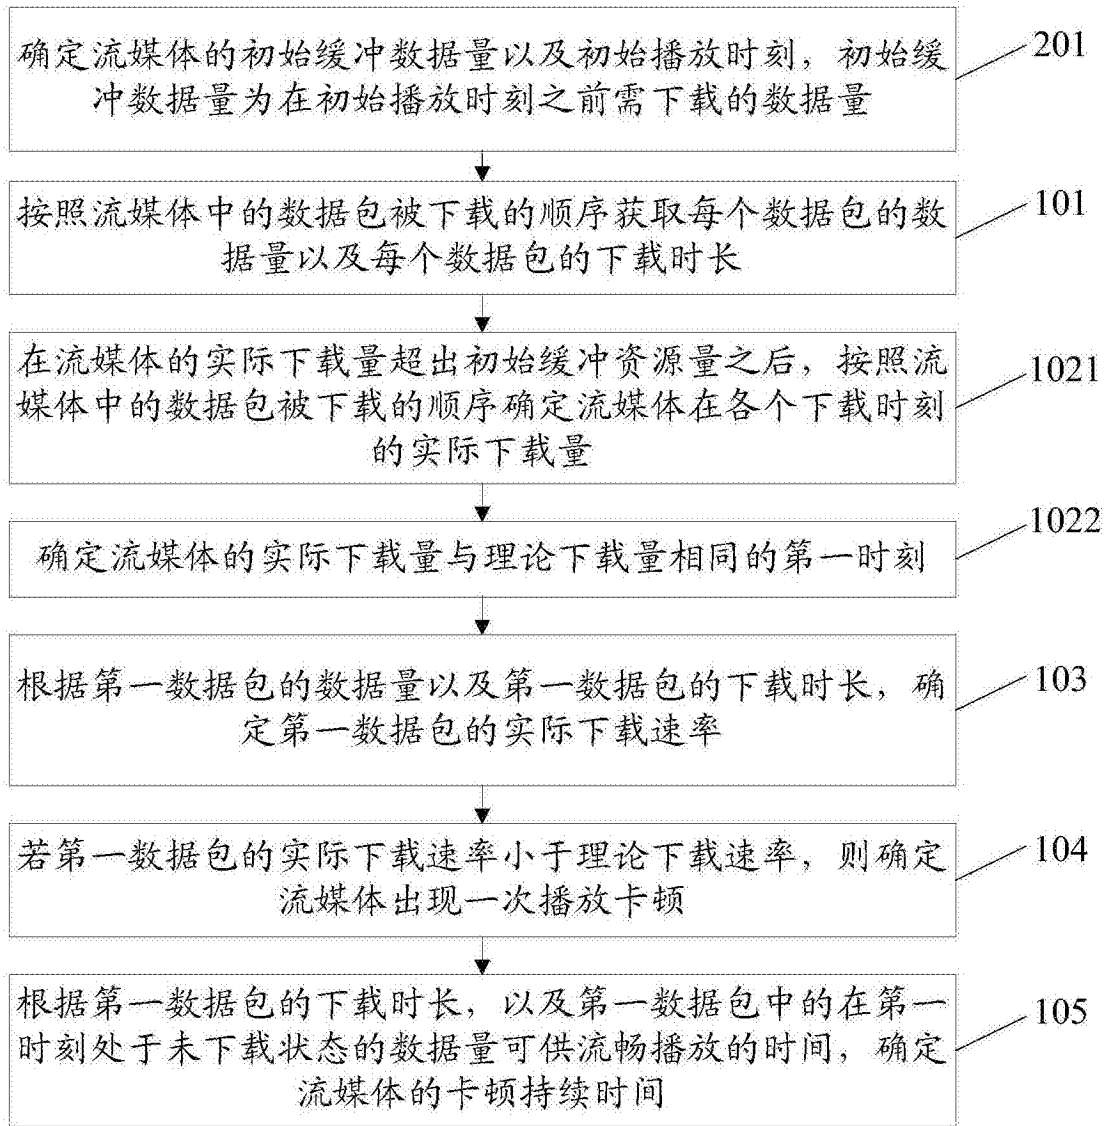 确定流媒体的初始缓冲数据量以及初始播放时刻，初始缓
冲数据量为在初始播放时刻之前需下载的数据量
201
按照流媒体中的数据包被下载的顺序获取每个数据包的数
据量以及每个数据包的下载时长
101
在流媒体的实际下载量超出初始缓冲资源量之后，按照流
媒体中的数据包被下载的顺序确定流媒体在各个下载时刻
的实际下载量
1021
确定流媒体的实际下载量与理论下载量相同的第一时刻
1022
根据第一数据包的数据量以及第一数据包的下载时长，确
定第一数据包的实际下载速率
103
若第一数据包的实际下载速率小于理论下载速率，则确定
流媒体出现一次播放卡顿
104
根据第一数据包的下载时长，以及第一数据包中的在第一
时刻处于未下载状态的数据量可供流畅播放的时间，确定
流媒体的卡顿持续时间
105